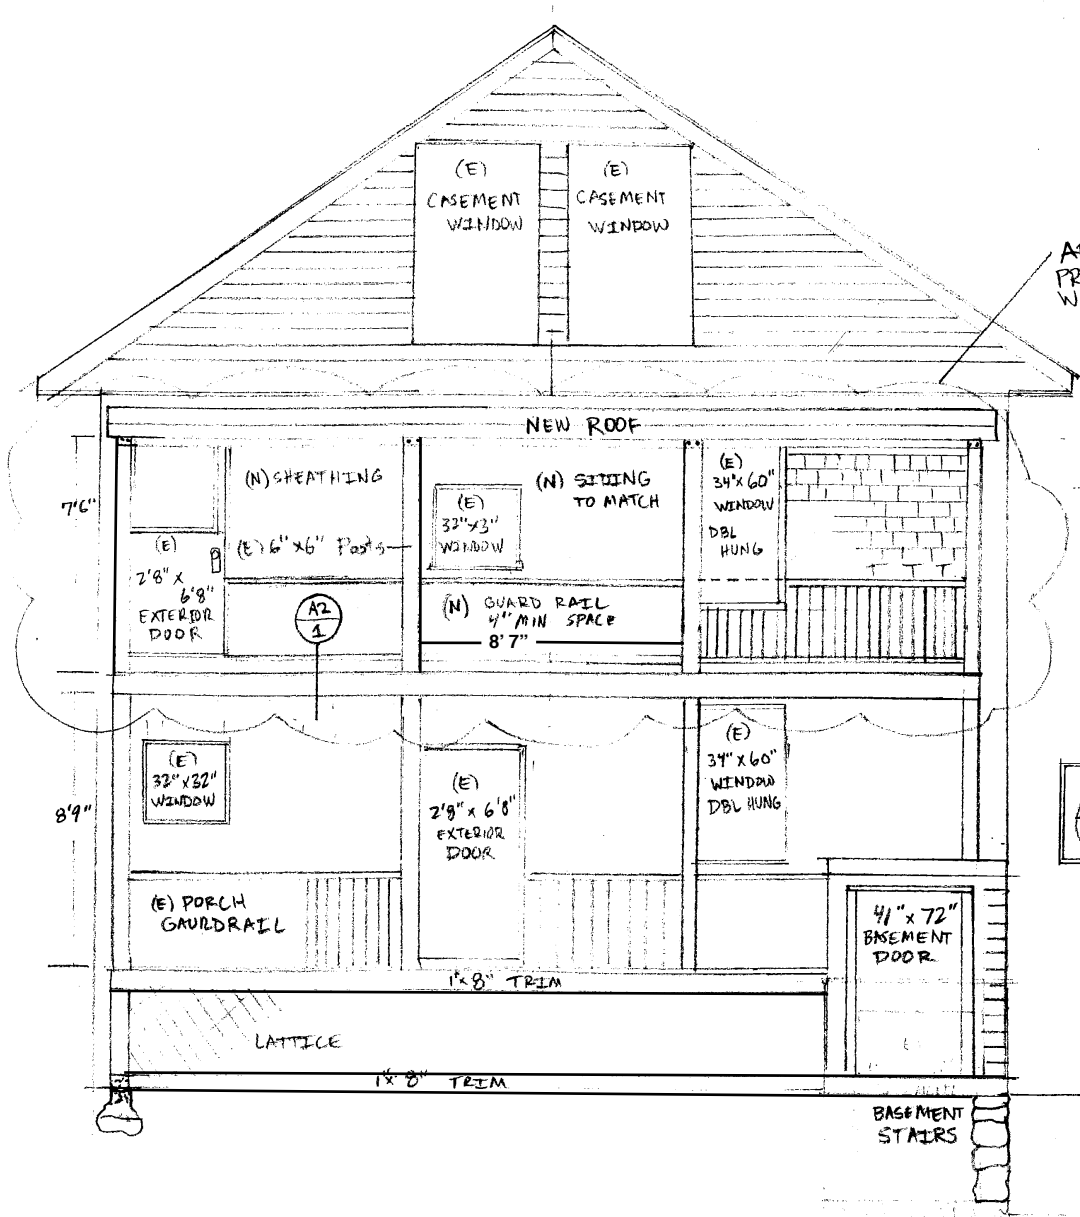 (E)
CASEMENT
WINDOW
(E)
CASEMENT
WINDOW
NEW ROOF
7'6"
(N) SHEATHING
(N) SIDING
TO MATCH
(E)
34"x60"
WINDOW
DBL
HUNG
(E)
32"x3"
WINDOW
(E) 6"x6" Posts
(E)
2'8" x
6'8"
EXTERIOR
DOOR
A2
1
(N) GUARD RAIL
4" MIN SPACE
8'7"
(E)
32"x32"
WINDOW
8'9"
(E)
2'8" x 6'8"
EXTERIOR
DOOR
(E)
34"x60"
WINDOW
DBL HUNG
(E) PORCH
GAURDRAIL
41"x72"
BASEMENT
DOOR
1"x8" TRIM
LATTICE
1"x8" TRIM
BASEMENT
STAIRS